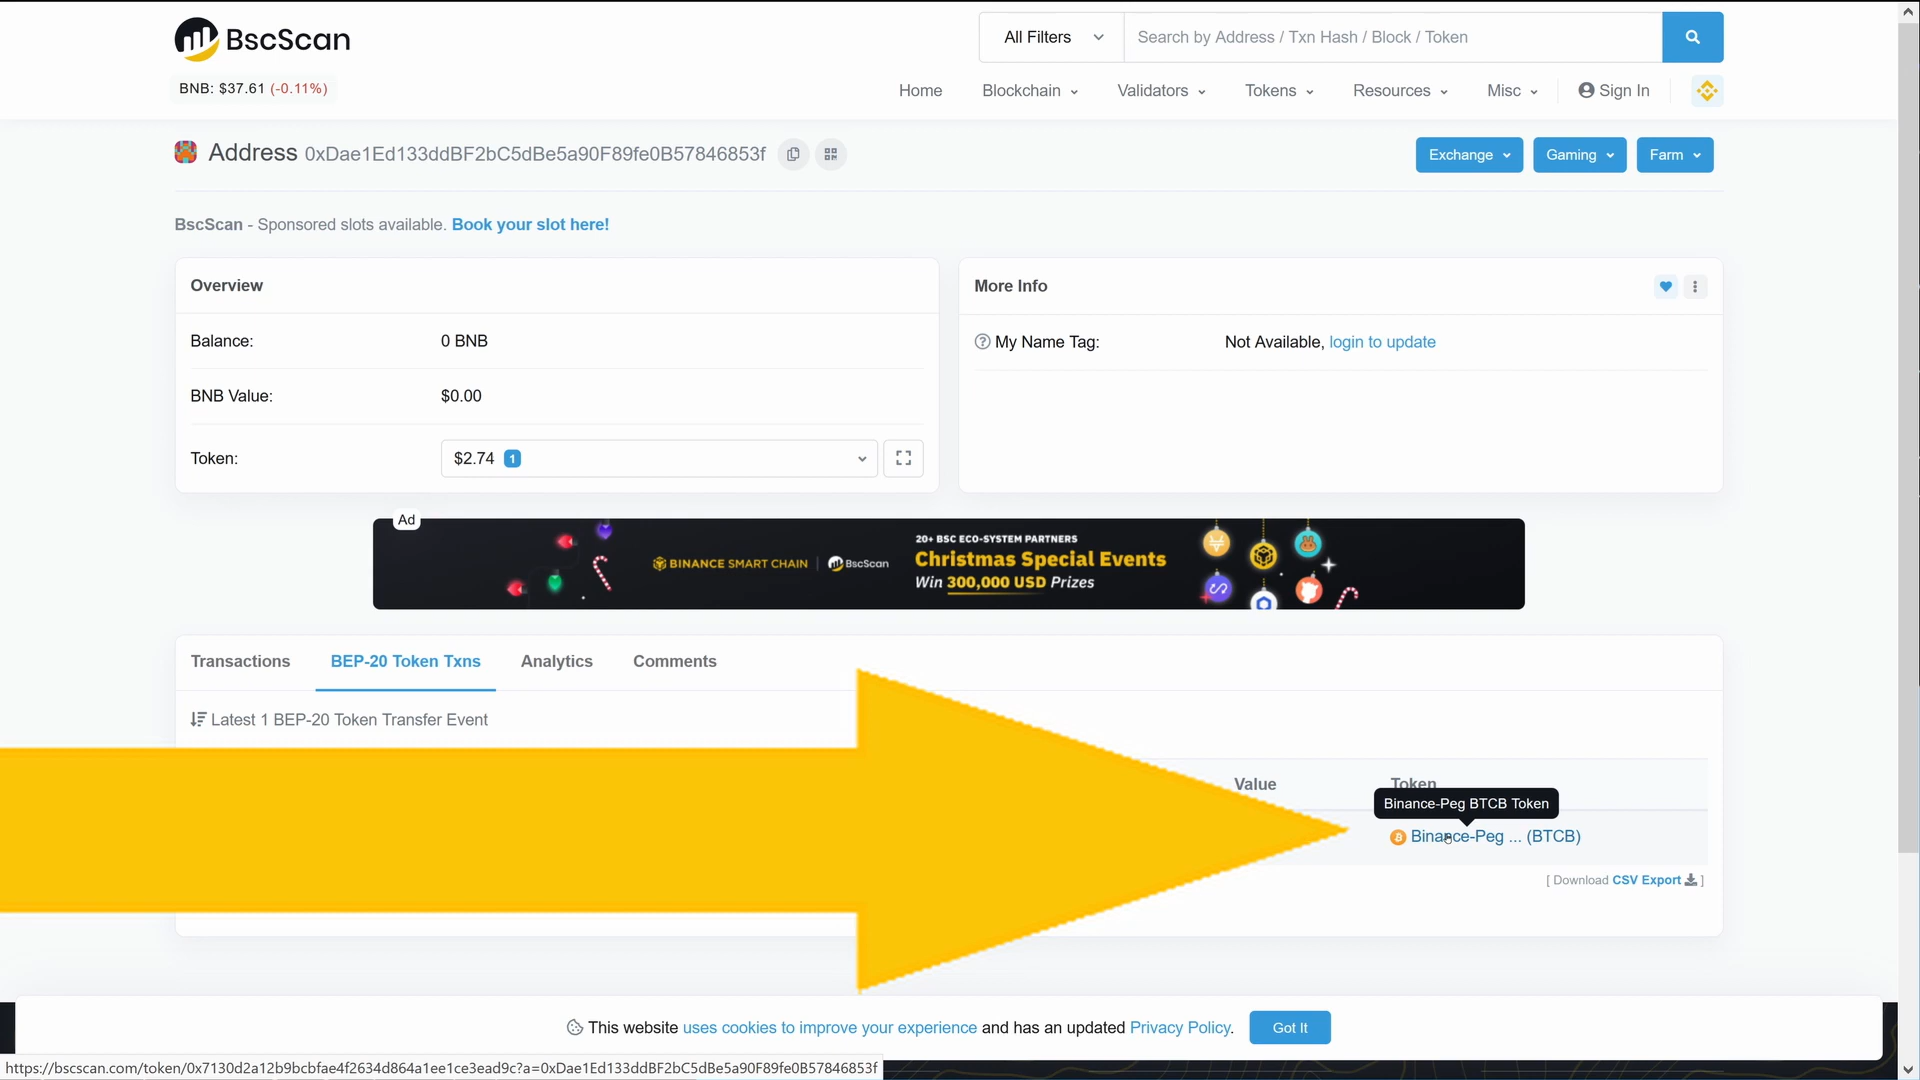 BscScan
All Filters
Search by Address / Txn Hash / Block / Token
BNB: $37.61 (-0.11%)
Home
Blockchain
Validators
Tokens
Resources
Misc
Sign In
Address 0xDae1Ed133ddBF2bC5dBe5a90F89fe0B57846853f
Exchange
Gaming
Farm
BscScan - Sponsored slots available. Book your slot here!
Overview
Balance:
0 BNB
BNB Value:
$0.00
Token:
$2.74 1
More Info
My Name Tag:
Not Available, login to update
Ad
BINANCE SMART CHAIN | BscScan
20+ BSC ECO-SYSTEM PARTNERS
Christmas Special Events
Win 300,000 USD Prizes
Transactions
BEP-20 Token Txns
Analytics
Comments
Latest 1 BEP-20 Token Transfer Event
Value
Token
Binance-Peg BTCB Token
Binance-Peg ... (BTCB)
[ Download CSV Export ]
This website uses cookies to improve your experience and has an updated Privacy Policy.
Got It
https://bscscan.com/token/0x7130d2a12b9bcbfae4f2634d864a1ee1ce3ead9c?a=0xDae1Ed133ddBF2bC5dBe5a90F89fe0B57846853f